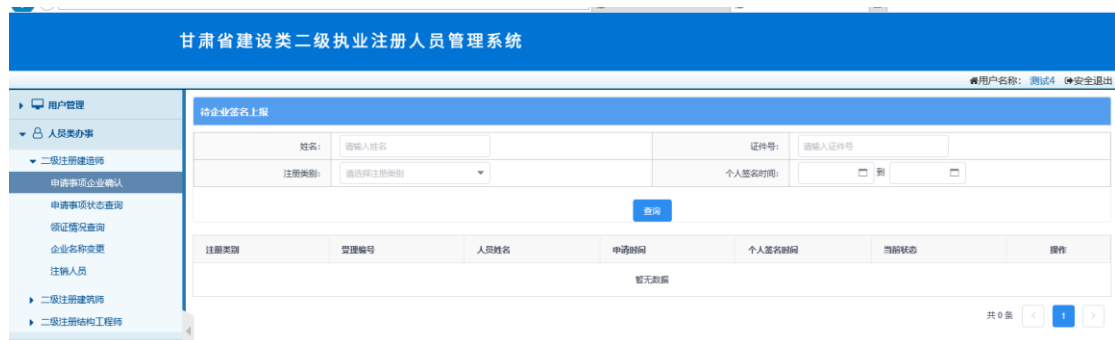 甘肃省建设类二级执业注册人员管理系统
用户名称: 测试4 安全退出
用户管理
人员类办事
二级注册建造师
申请事项企业确认
申请事项状态查询
领证情况查询
企业名称变更
注销人员
二级注册建筑师
二级注册结构工程师
待企业签名上报
姓名: 请输入姓名 证件号: 请输入证件号
注册类别: 请选择注册类别 个人签名时间: 到
查询
注册类别 受理编号 人员姓名 申请时间 个人签名时间 当前状态 操作
暂无数据
共 0 条 < 1 >